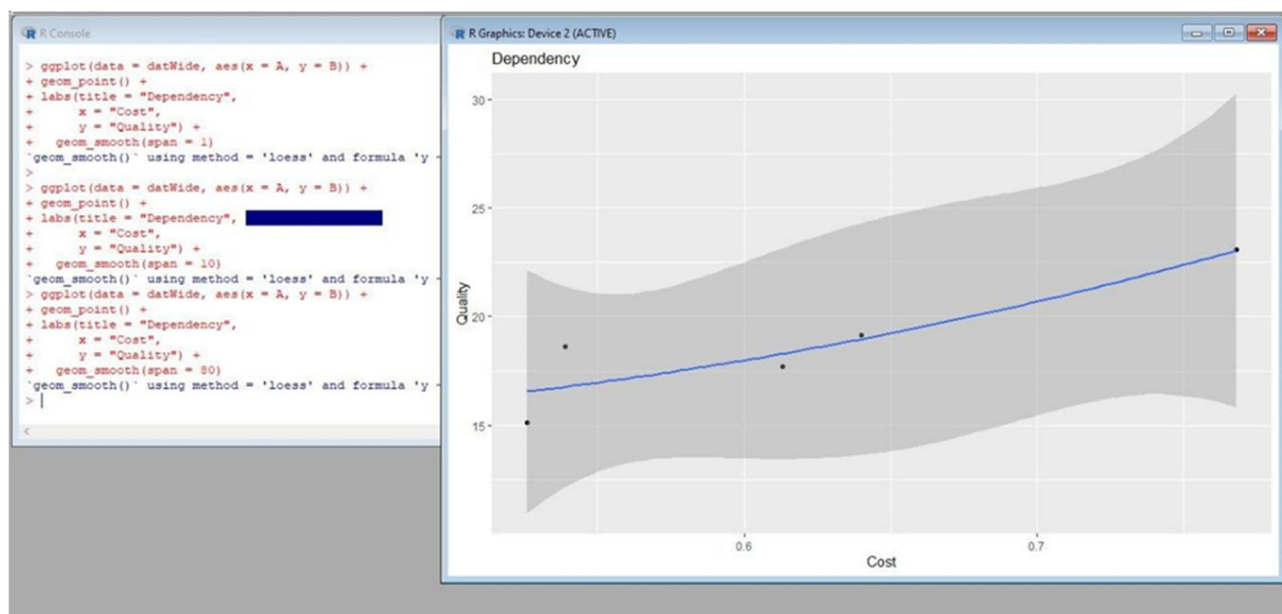 R Console
> ggplot(data = datWide, aes(x = A, y = B)) +
+ geom_point() +
+ labs(title = "Dependency",
+      x = "Cost",
+      y = "Quality") +
+   geom_smooth(span = 1)
`geom_smooth()` using method = 'loess' and formula 'y
>
> ggplot(data = datWide, aes(x = A, y = B)) +
+ geom_point() +
+ labs(title = "Dependency",
+      x = "Cost",
+      y = "Quality") +
+   geom_smooth(span = 10)
`geom_smooth()` using method = 'loess' and formula 'y
> ggplot(data = datWide, aes(x = A, y = B)) +
+ geom_point() +
+ labs(title = "Dependency",
+      x = "Cost",
+      y = "Quality") +
+   geom_smooth(span = 80)
`geom_smooth()` using method = 'loess' and formula 'y
>
R Graphics: Device 2 (ACTIVE)
Dependency
30
25
20
15
Quality
0.6
0.7
Cost